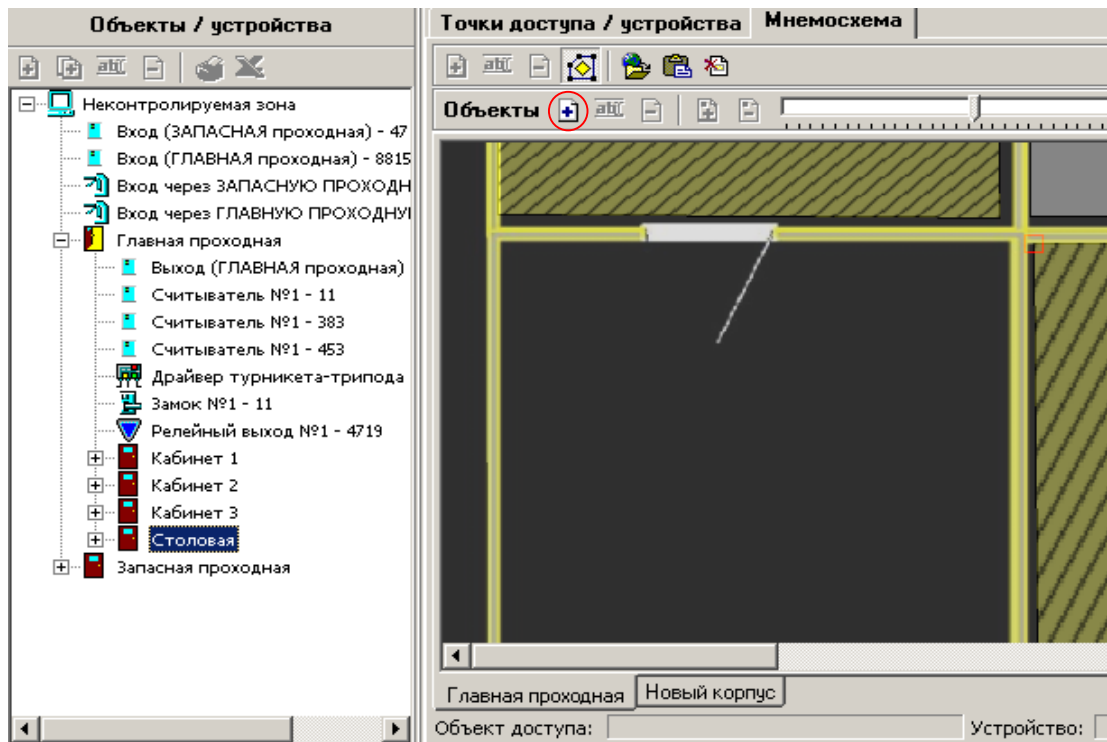 Объекты / устройства
Неконтролируемая зона
Вход (ЗАПАСНАЯ проходная) - 47
Вход (ГЛАВНАЯ проходная) - 8815
Вход через ЗАПАСНУЮ ПРОХОДН
Вход через ГЛАВНУЮ ПРОХОДНУ
Главная проходная
Выход (ГЛАВНАЯ проходная)
Считыватель №1 - 11
Считыватель №1 - 383
Считыватель №1 - 453
Драйвер турникета-трипода
Замок №1 - 11
Релейный выход №1 - 4719
Кабинет 1
Кабинет 2
Кабинет 3
Столовая
Запасная проходная
Точки доступа / устройства Мнемосхема
Объекты
Главная проходная Новый корпус
Объект доступа: Устройство: